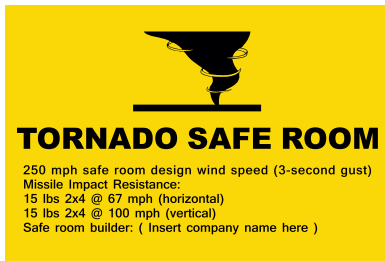 TORNADO SAFE ROOM
250 mph safe room design wind speed (3-second gust)
Missile Impact Resistance:
15 lbs 2x4 @ 67 mph (horizontal)
15 lbs 2x4 @ 100 mph (vertical)
Safe room builder: ( Insert company name here )